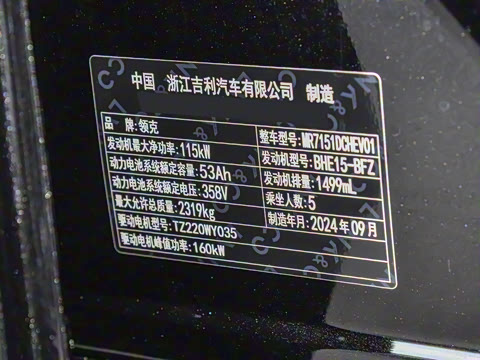 中国 浙江吉利汽车有限公司 制造
品 牌:领克
整车型号:MR7151DCHEV01
发动机最大净功率:115kW
发动机型号:BHE15-BFZ
动力电池系统额定容量:53Ah
发动机排量:1499mL
动力电池系统额定电压:358V
乘坐人数:5
最大允许总质量:2319kg
制造年月:2024年09月
驱动电机型号:TZ220WY035
驱动电机峰值功率:160kW